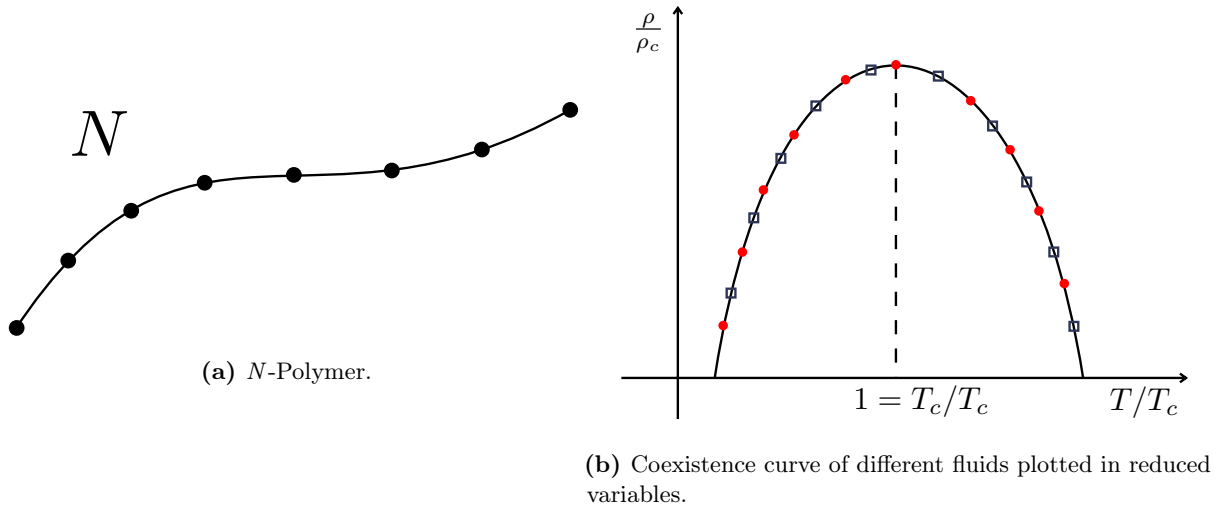 N
(a) N-Polymer.
ρ/ρc
1 = Tc/Tc
T/Tc
(b) Coexistence curve of different fluids plotted in reduced
variables.